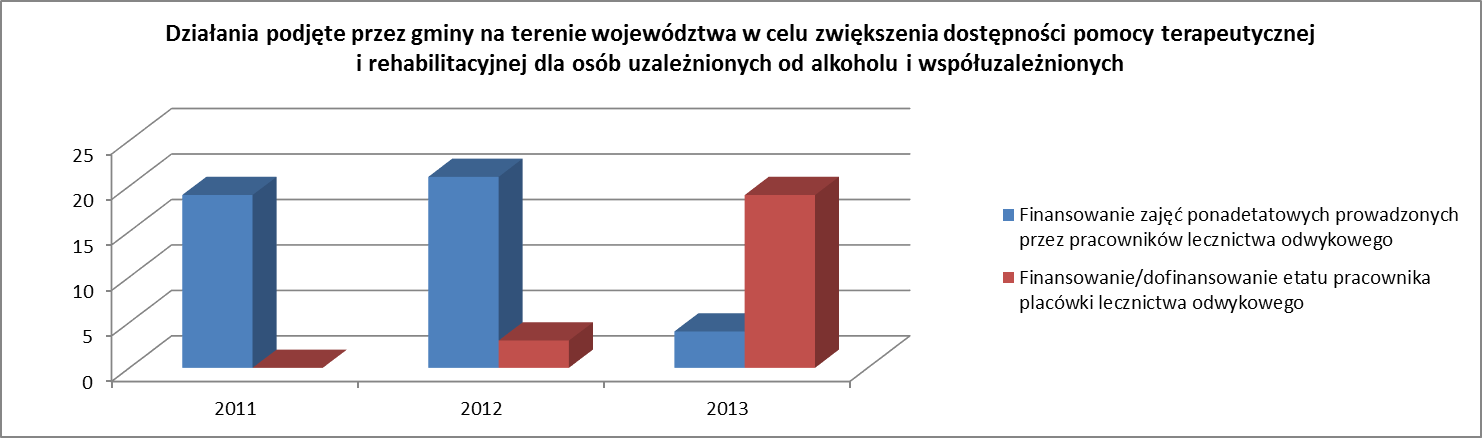 Działania podjęte przez gminy na terenie województwa w celu zwiększenia dostępności pomocy terapeutycznej
i rehabilitacyjnej dla osób uzależnionych od alkoholu i współuzależnionych
25
20
15
10
5
0
2011
2012
2013
Finansowanie zajęć ponadetatowych prowadzonych
przez pracowników lecznictwa odwykowego
Finansowanie/dofinansowanie etatu pracownika
placówki lecznictwa odwykowego